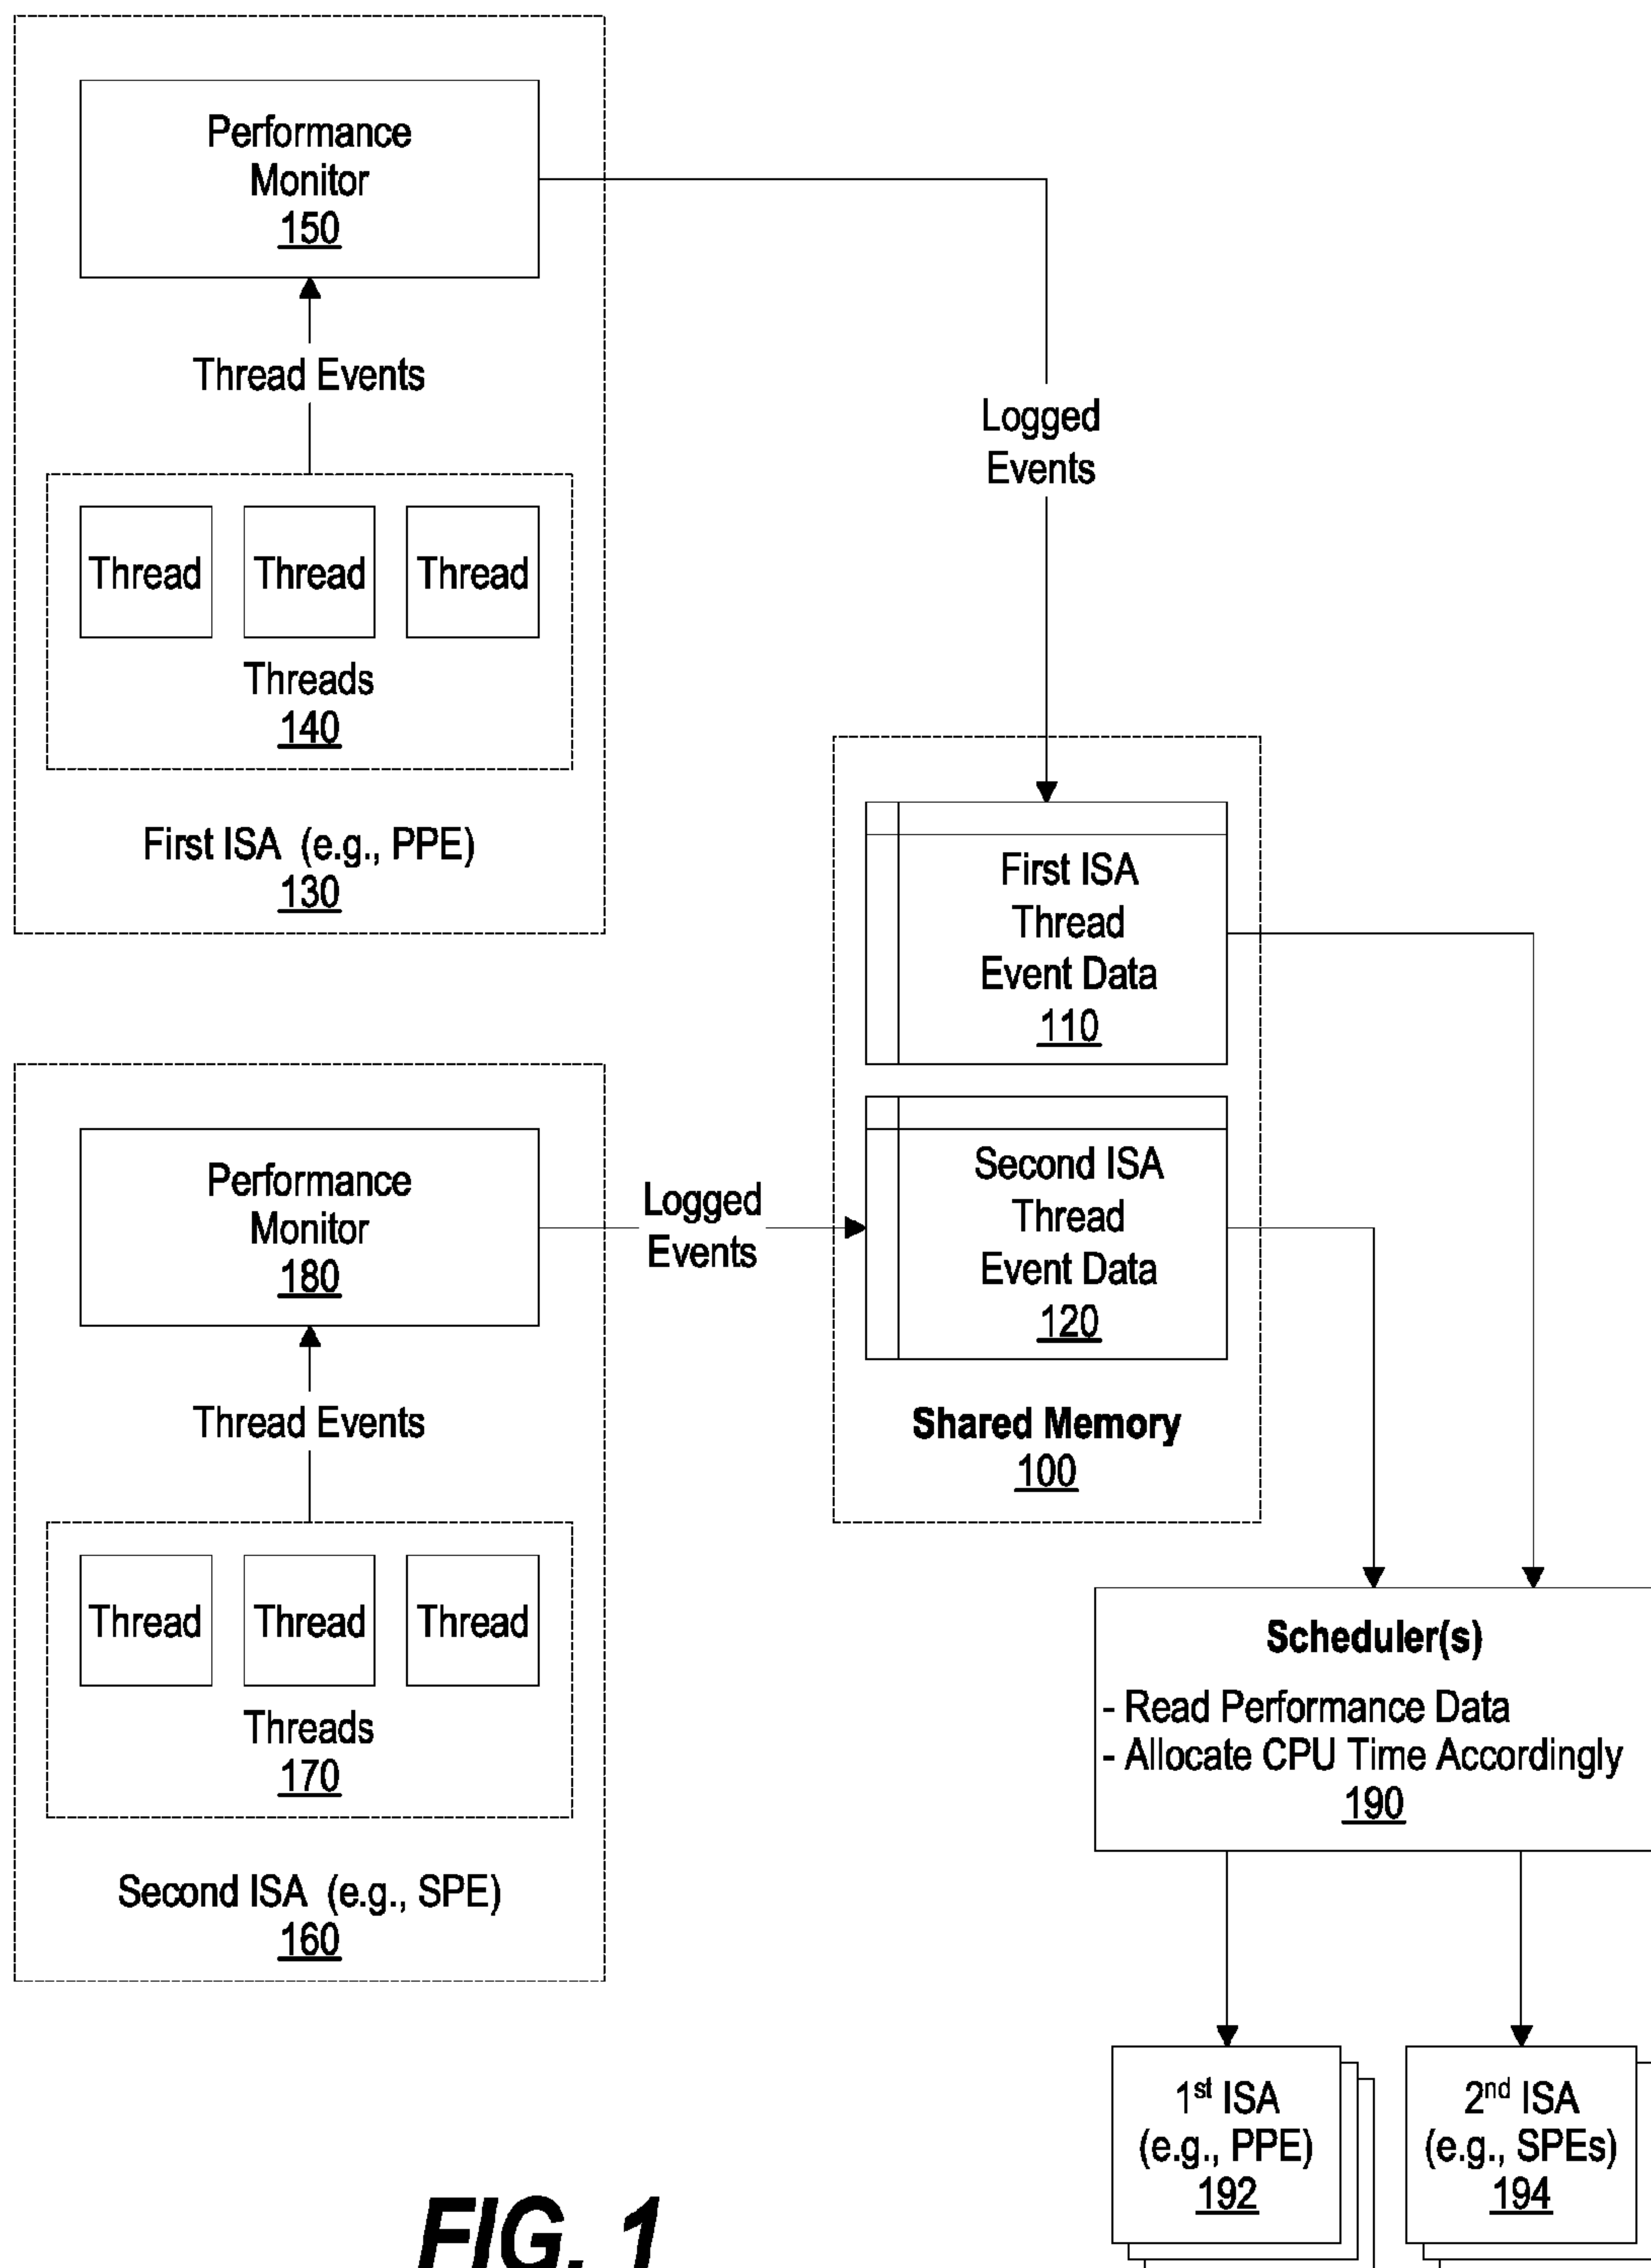 Performance
Monitor
150
Thread Events
Thread Thread Thread
Threads
140
First ISA (e.g., PPE)
130
Logged
Events
First ISA
Thread
Event Data
110
Performance
Monitor
180
Logged
Events
Second ISA
Thread
Event Data
120
Shared Memory
100
Thread Events
Thread Thread Thread
Threads
170
Second ISA (e.g., SPE)
160
Scheduler(s)
- Read Performance Data
- Allocate CPU Time Accordingly
190
1st ISA
(e.g., PPE)
192
2nd ISA
(e.g., SPEs)
194
FIG. 1